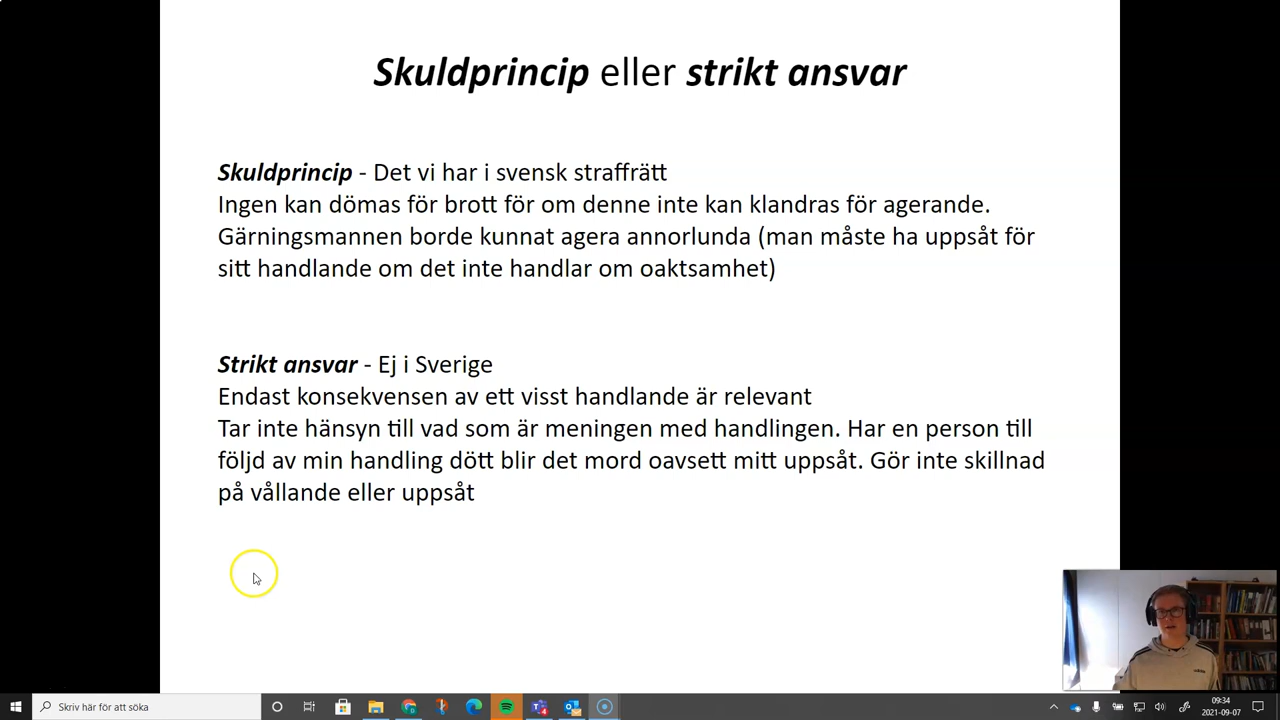 Skuldprincip eller strikt ansvar
Skuldprincip - Det vi har i svensk straffrätt
Ingen kan dömas för brott för om denne inte kan klandras för agerande.
Gärningsmannen borde kunnat agera annorlunda (man måste ha uppsåt för
sitt handlande om det inte handlar om oaktsamhet)
Strikt ansvar - Ej i Sverige
Endast konsekvensen av ett visst handlande är relevant
Tar inte hänsyn till vad som är meningen med handlingen. Har en person till
följd av min handling dött blir det mord oavsett mitt uppsåt. Gör inte skillnad
på vållande eller uppsåt
Skriv här för att söka
09:34
2021-09-07